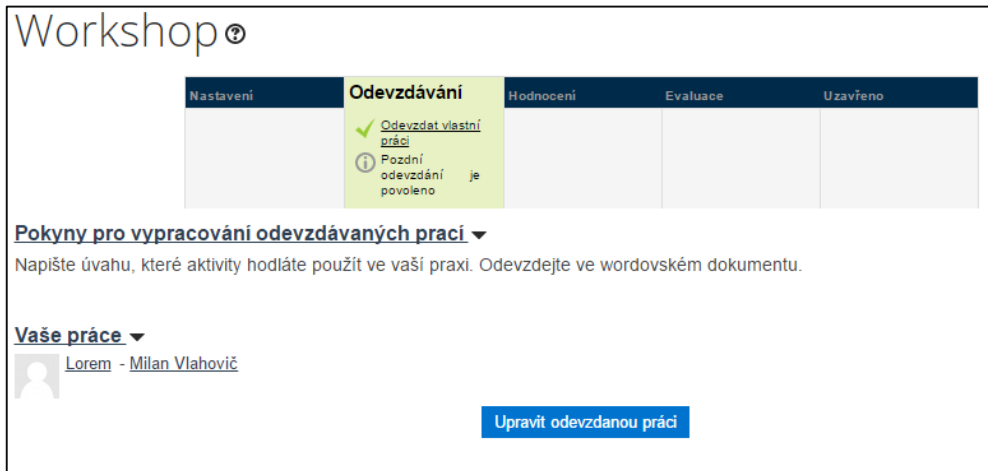 Workshop
Nastavení
Odevzdávání
Hodnocení
Evaluace
Uzavřeno
Odevzdat vlastní
práci
Pozdní
odevzdání je
povoleno
Pokyny pro vypracování odevzdávaných prací
Napište úvahu, které aktivity hodláte použít ve vaší praxi. Odevzdejte ve wordovském dokumentu.
Vaše práce
Lorem - Milan Vlahovič
Upravit odevzdanou práci